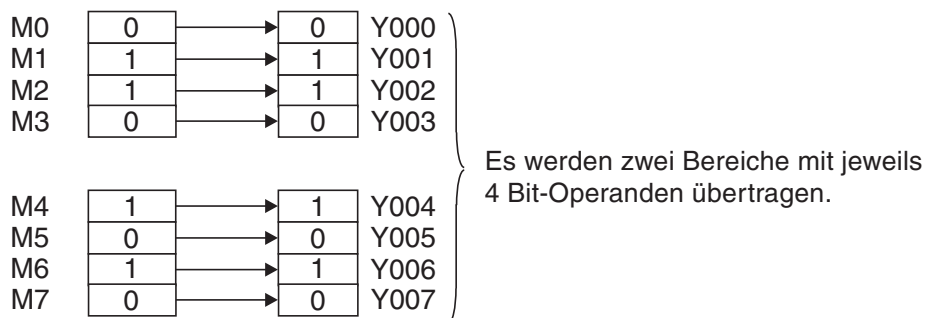 M0 0 0 Y000
M1 1 1 Y001
M2 1 1 Y002
M3 0 0 Y003
M4 1 1 Y004
M5 0 0 Y005
M6 1 1 Y006
M7 0 0 Y007
Es werden zwei Bereiche mit jeweils
4 Bit-Operanden übertragen.